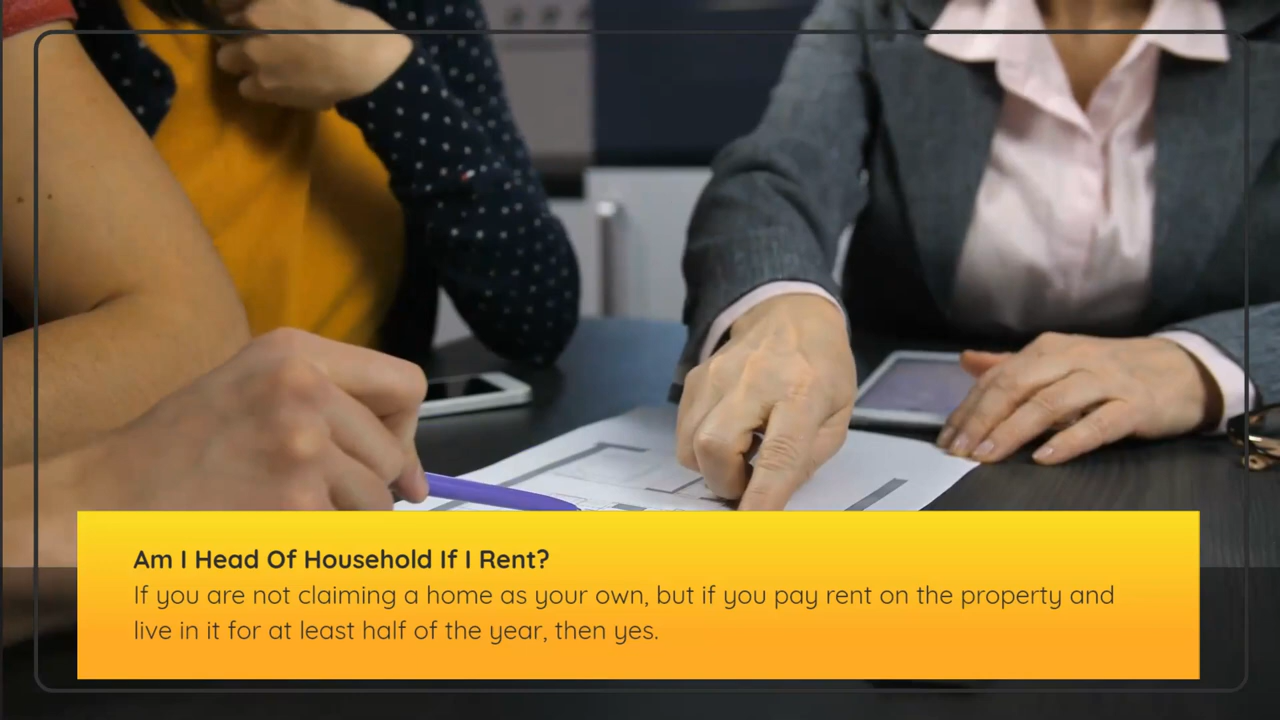 Am I Head Of Household If I Rent?
If you are not claiming a home as your own, but if you pay rent on the property and
live in it for at least half of the year, then yes.